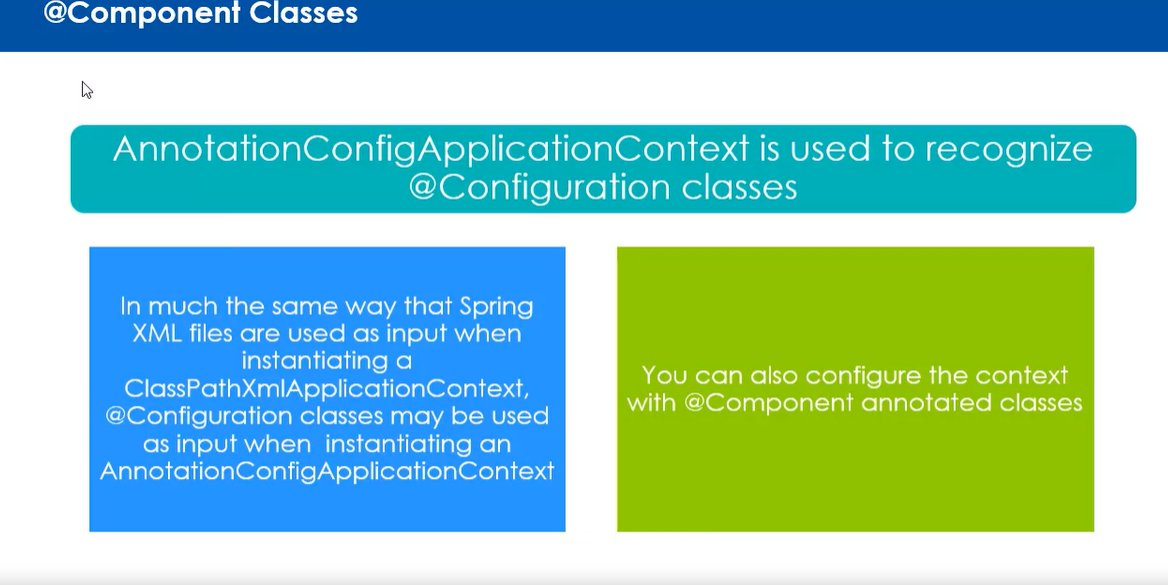 @Component Classes
AnnotationConfigApplicationContext is used to recognize
@Configuration classes
In much the same way that Spring
XML files are used as input when
instantiating a
ClassPathXmlApplicationContext,
@Configuration classes may be used
as input when  instantiating an
AnnotationConfigApplicationContext
You can also configure the context
with @Component annotated classes